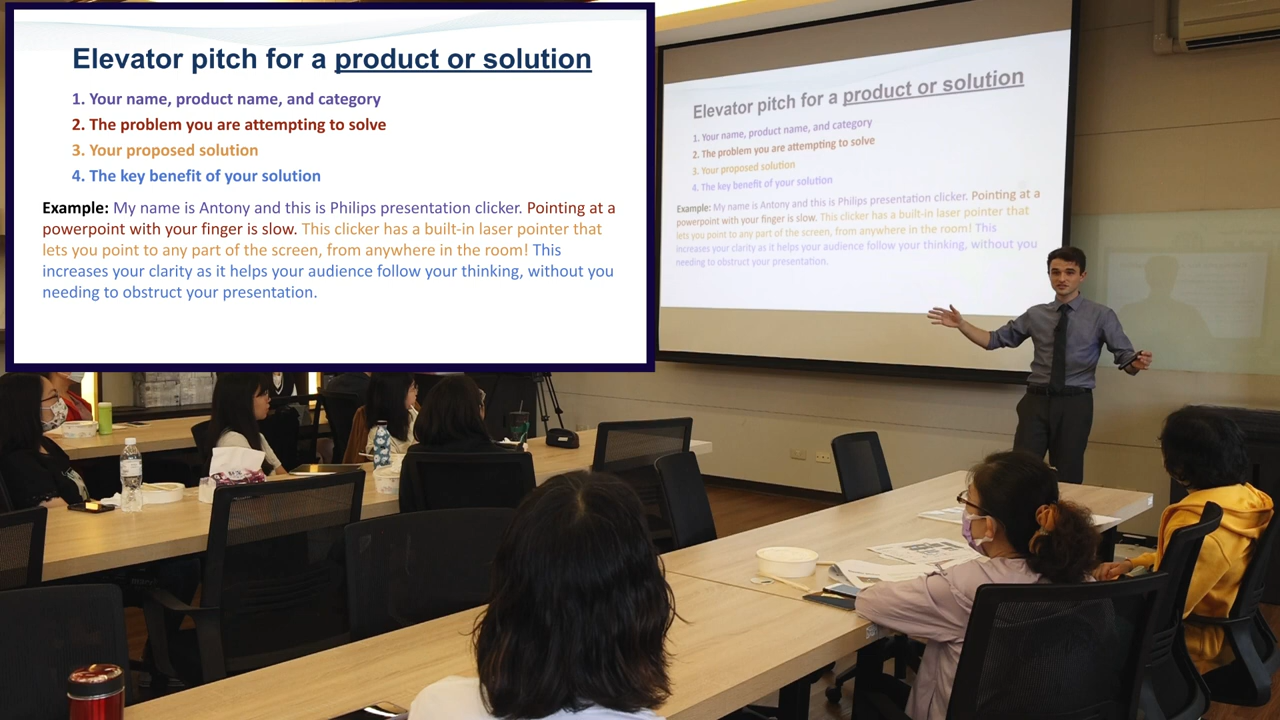 Elevator pitch for a product or solution
1. Your name, product name, and category
2. The problem you are attempting to solve
3. Your proposed solution
4. The key benefit of your solution
Example: My name is Antony and this is Philips presentation clicker. Pointing at a
powerpoint with your finger is slow. This clicker has a built-in laser pointer that
lets you point to any part of the screen, from anywhere in the room! This
increases your clarity as it helps your audience follow your thinking, without you
needing to obstruct your presentation.
Elevator pitch for a product or solution
1. Your name, product name, and category
2. The problem you are attempting to solve
3. Your proposed solution
4. The key benefit of your solution
Example: My name is Antony and this is Philips presentation clicker. Pointing at a
powerpoint with your finger is slow. This clicker has a built-in laser pointer that
lets you point to any part of the screen, from anywhere in the room! This
increases your clarity as it helps your audience follow your thinking, without you
needing to obstruct your presentation.